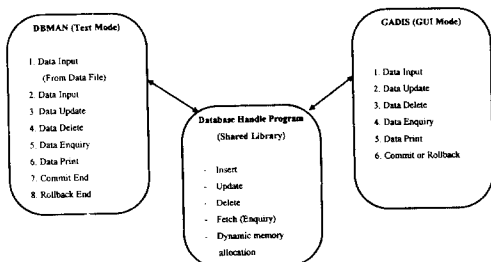 DBMAN (Text Mode)
1. Data Input
(From Data File)
2. Data Input
3 Data Update
4. Data Delete
5. Data Enquiry
6. Data Print
7. Commit End
8. Rollback End
Database Handle Program
(Shared Library)
- Insert
- Update
- Delete
- Fetch (Enquiry)
- Dynamic memory
allocation
GADIS (GUI Mode)
1. Data Input
2. Data Update
3. Data Delete
4. Data Enquiry
5. Data Print
6. Commit or Rollback